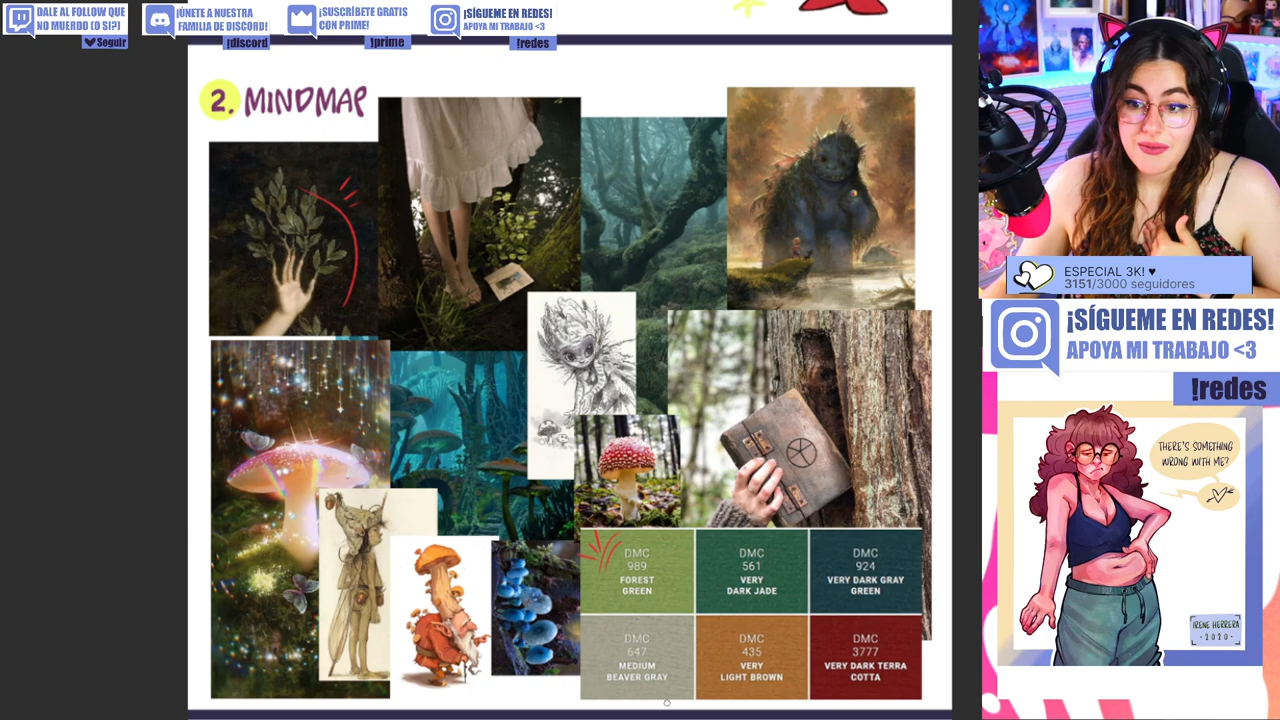 DALE AL FOLLOW QUE
NO MUERDO (O SI?)
Seguir
¡ÚNETE A NUESTRA
FAMILIA DE DISCORD!
!discord
¡SUSCRÍBETE GRATIS
CON PRIME!
!prime
¡SÍGUEME EN REDES!
APOYA MI TRABAJO <3
!redes
2. MINDMAP
DMC
989
FOREST
GREEN
DMC
561
VERY
DARK JADE
DMC
924
VERY DARK GRAY
GREEN
DMC
647
MEDIUM
BEAVER GRAY
DMC
435
VERY
LIGHT BROWN
DMC
3777
VERY DARK TERRA
COTTA
ESPECIAL 3K! ♥
3151/3000 seguidores
¡SÍGUEME EN REDES!
APOYA MI TRABAJO <3
!redes
THERE'S SOMETHING
WRONG WITH ME?
IRENE HERRERA
·2020·